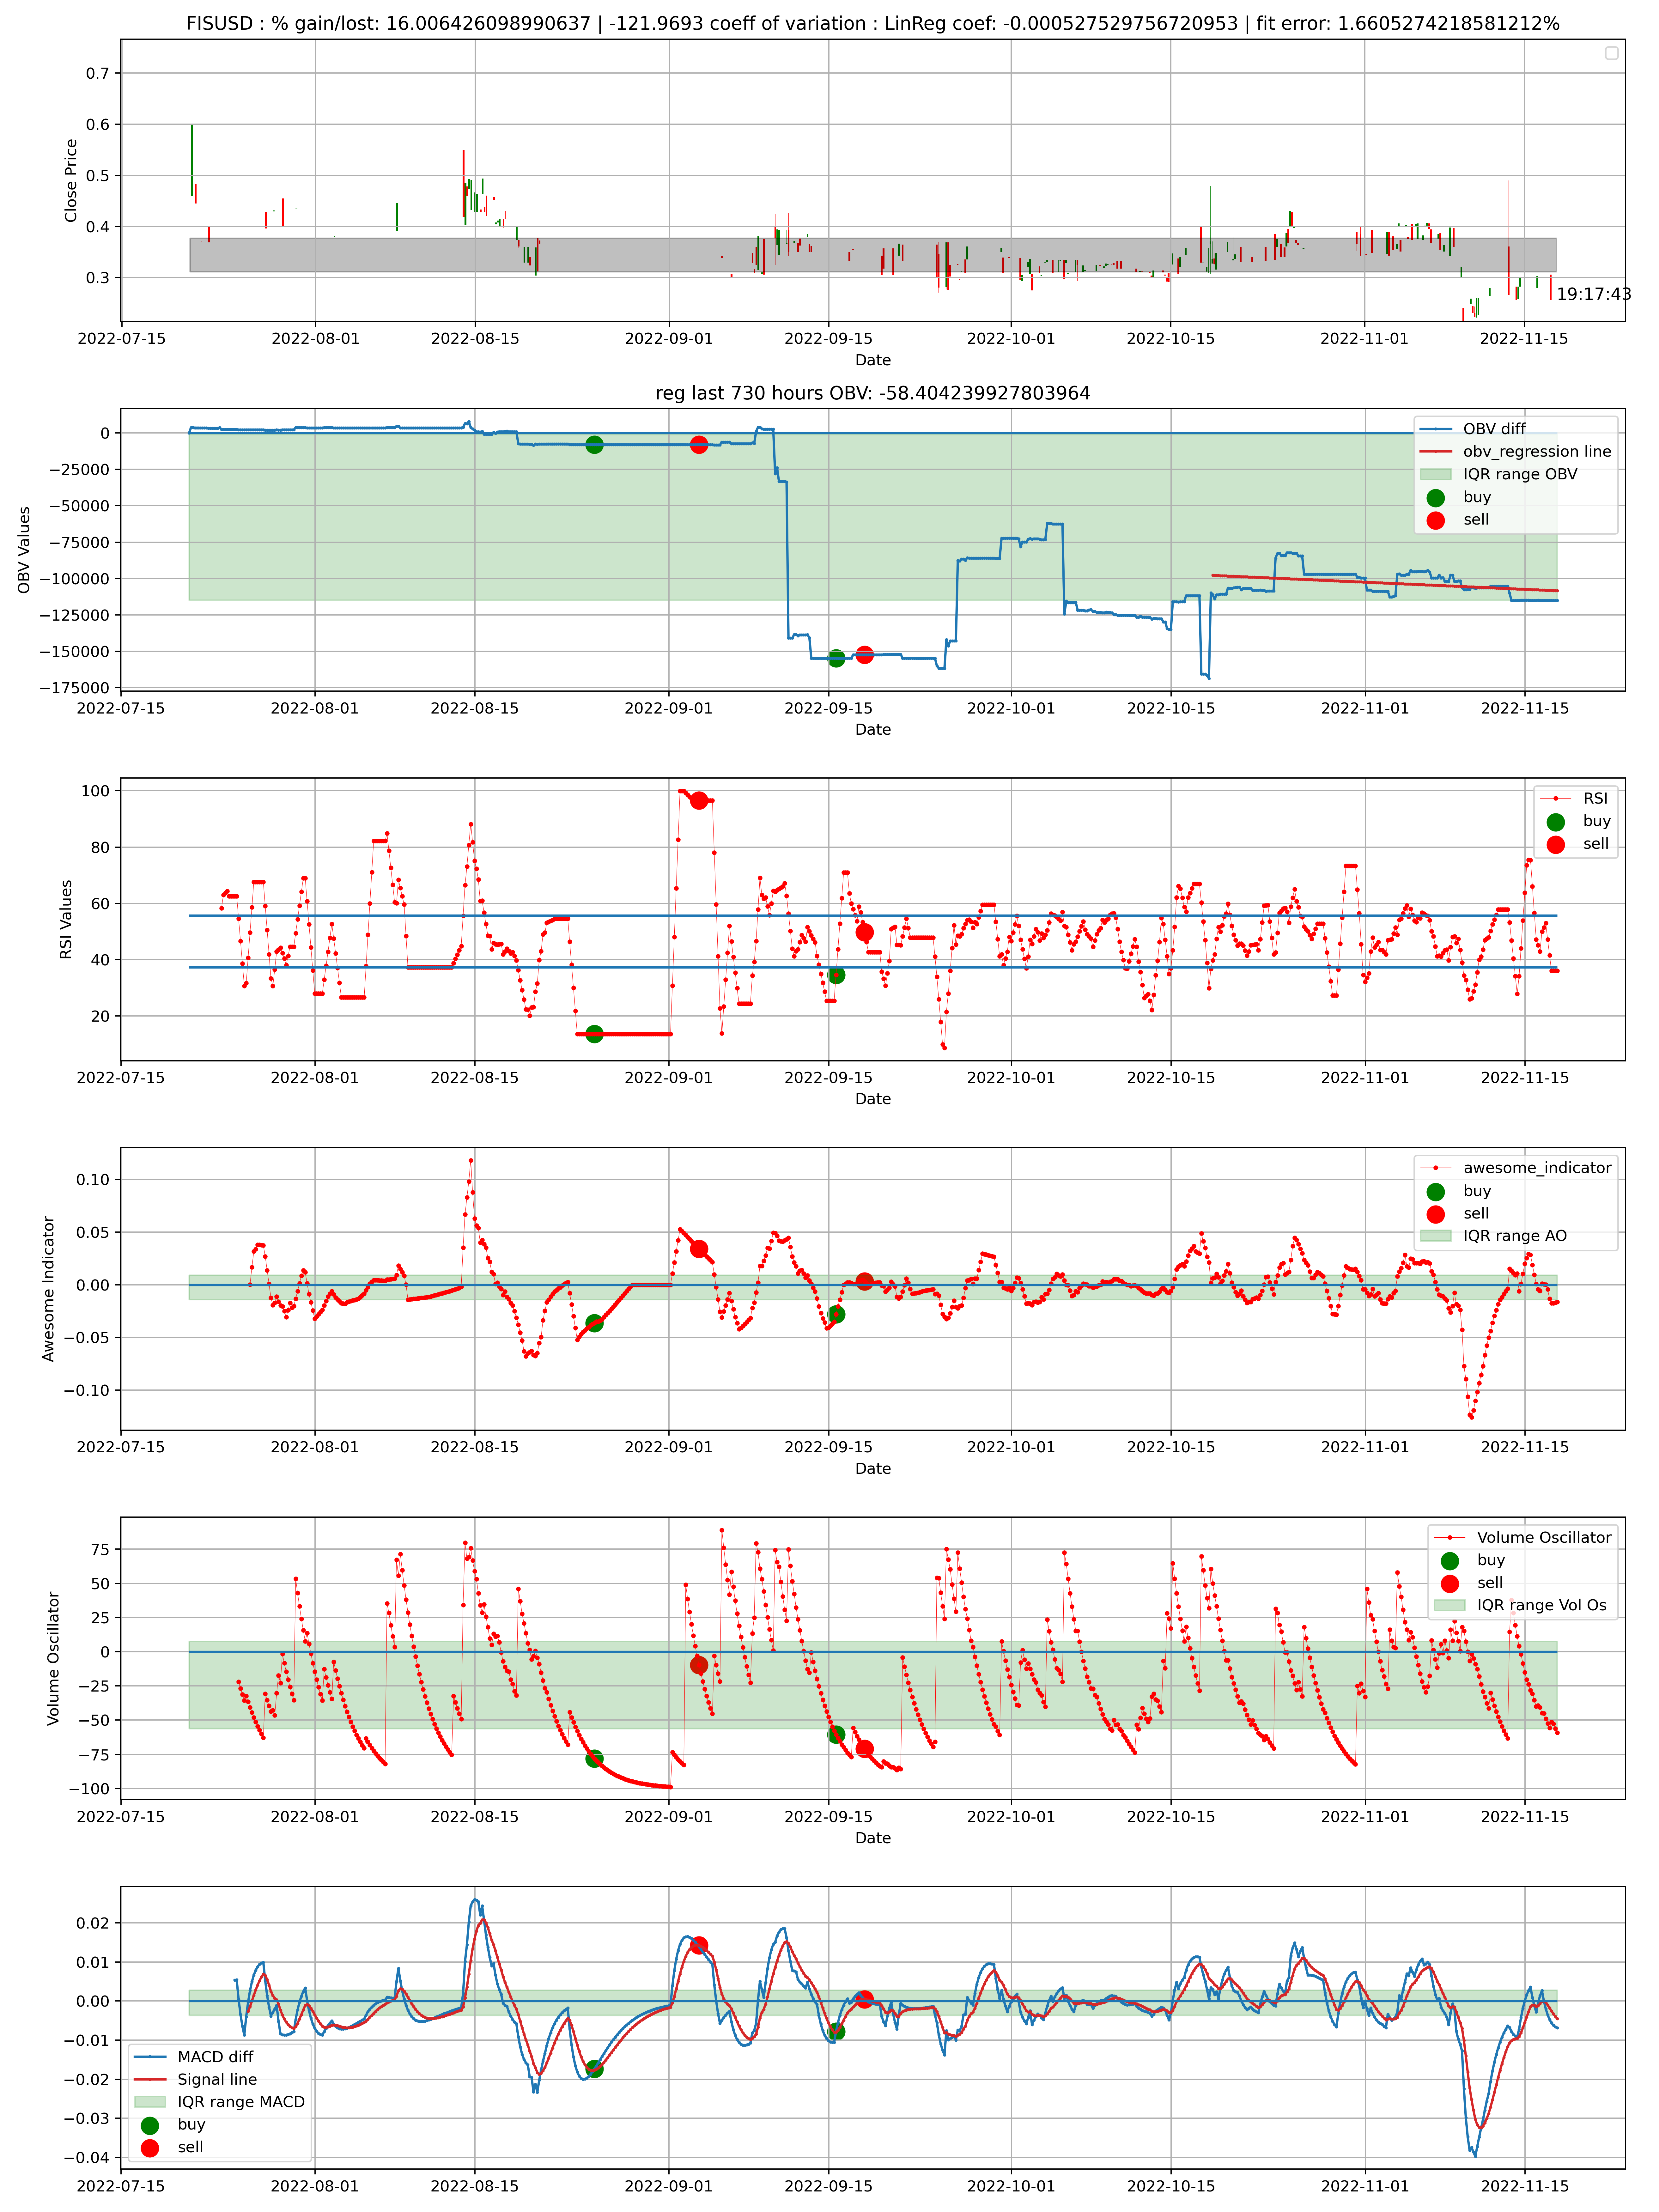 FISUSD : % gain/lost: 16.006426098990637 | -121.9693 coeff of variation : LinReg coef: -0.000527529756720953 | fit error: 1.6605274218581212%
0.7
0.6
0.5
0.4
0.3
Close Price
19:17:43
2022-07-15 2022-08-01 2022-08-15 2022-09-01 2022-09-15 2022-10-01 2022-10-15 2022-11-01 2022-11-15
Date
reg last 730 hours OBV: -58.404239927803964
0
−25000
−50000
−75000
−100000
−125000
−150000
−175000
OBV Values
OBV diff
obv_regression line
IQR range OBV
buy
sell
2022-07-15 2022-08-01 2022-08-15 2022-09-01 2022-09-15 2022-10-01 2022-10-15 2022-11-01 2022-11-15
Date
100
80
60
40
20
RSI Values
RSI
buy
sell
2022-07-15 2022-08-01 2022-08-15 2022-09-01 2022-09-15 2022-10-01 2022-10-15 2022-11-01 2022-11-15
Date
0.10
0.05
0.00
−0.05
−0.10
Awesome Indicator
awesome_indicator
buy
sell
IQR range AO
2022-07-15 2022-08-01 2022-08-15 2022-09-01 2022-09-15 2022-10-01 2022-10-15 2022-11-01 2022-11-15
Date
75
50
25
0
−25
−50
−75
−100
Volume Oscillator
Volume Oscillator
buy
sell
IQR range Vol Os
2022-07-15 2022-08-01 2022-08-15 2022-09-01 2022-09-15 2022-10-01 2022-10-15 2022-11-01 2022-11-15
Date
0.02
0.01
0.00
−0.01
−0.02
−0.03
−0.04
MACD diff
Signal line
IQR range MACD
buy
sell
2022-07-15 2022-08-01 2022-08-15 2022-09-01 2022-09-15 2022-10-01 2022-10-15 2022-11-01 2022-11-15